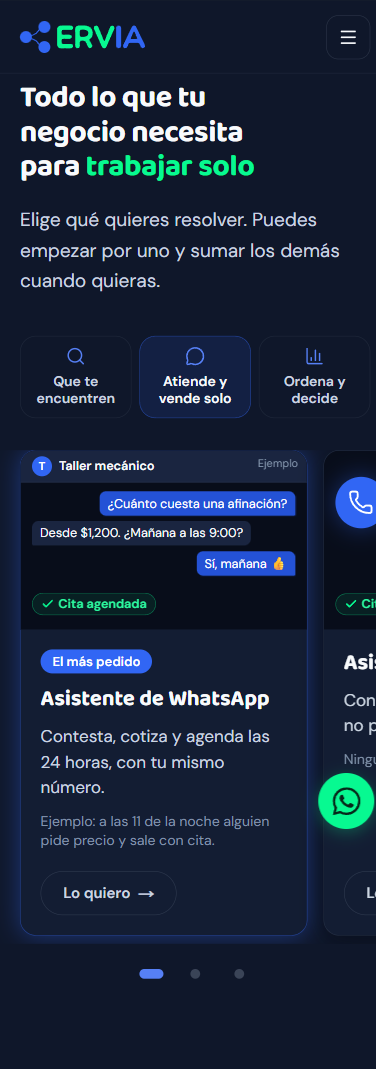 ERVIA
Todo lo que tu
negocio necesita
para trabajar solo
Elige qué quieres resolver. Puedes
empezar por uno y sumar los demás
cuando quieras.
Que te
encuentren
Atiende y
vende solo
Ordena y
decide
T Taller mecánico
Ejemplo
¿Cuánto cuesta una afinación?
Desde $1,200. ¿Mañana a las 9:00?
Sí, mañana 👍
✓ Cita agendada
El más pedido
Asistente de WhatsApp
Contesta, cotiza y agenda las
24 horas, con tu mismo
número.
Ejemplo: a las 11 de la noche alguien
pide precio y sale con cita.
Lo quiero →